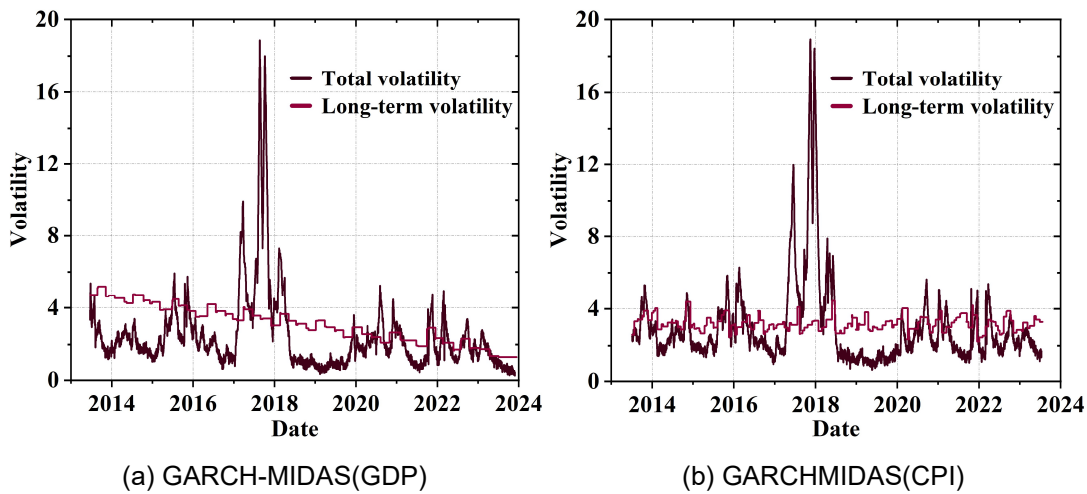 20
16
12
8
4
0
Volatility
Total volatility
Long-term volatility
2014 2016 2018 2020 2022 2024
Date
(a) GARCH-MIDAS(GDP)
20
16
12
8
4
0
Volatility
Total volatility
Long-term volatility
2014 2016 2018 2020 2022 2024
Date
(b) GARCHMIDAS(CPI)